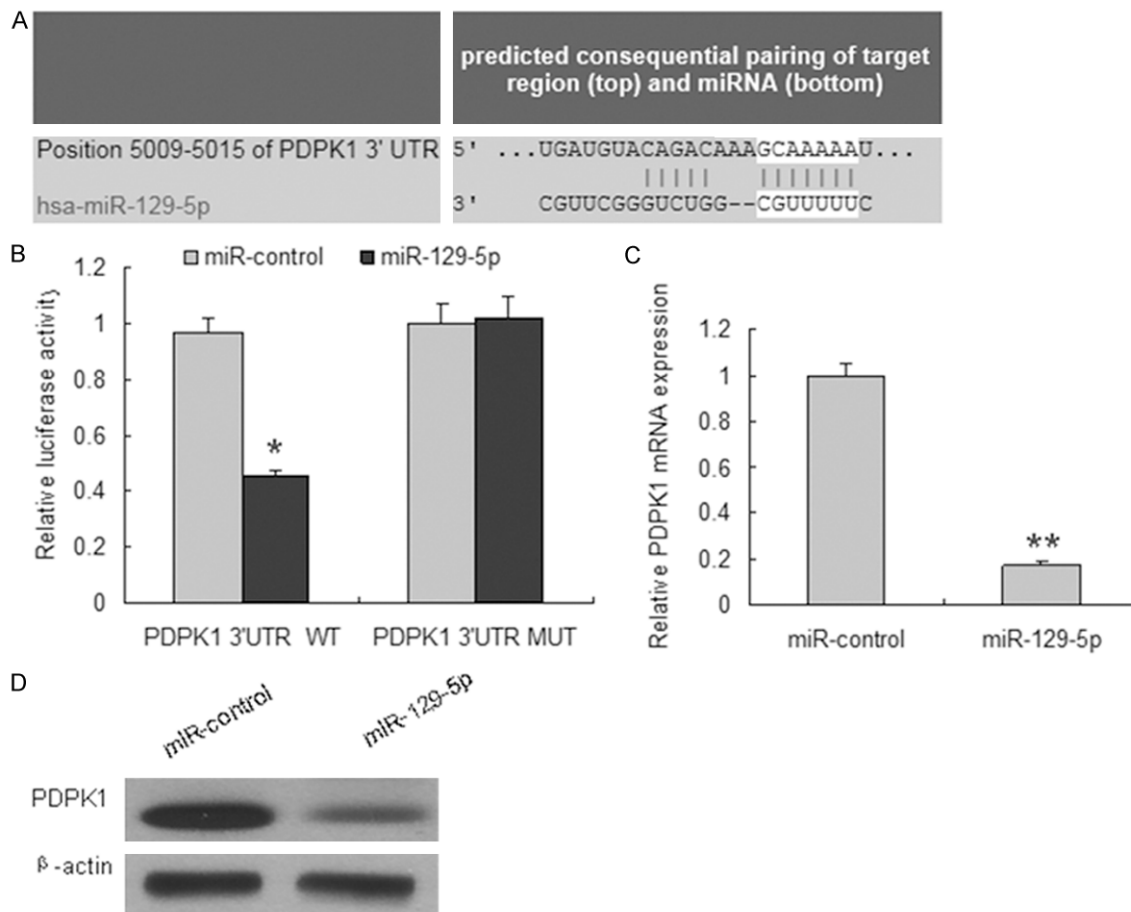 A
predicted consequential pairing of target
region (top) and miRNA (bottom)
Position 5009-5015 of PDPK1 3' UTR 5' ...UGAUGUACAGACAAAGCAAAAAU...
hsa-miR-129-5p 3' CGUUCGGGUCUGG--CGUUUUUC
B
miR-control miR-129-5p
Relative luciferase activity
1.2
1
0.8
0.6
0.4
0.2
0
*
PDPK1 3'UTR WT PDPK1 3'UTR MUT
C
Relative PDPK1 mRNA expression
1.2
1
0.8
0.6
0.4
0.2
0
**
miR-control miR-129-5p
D
miR-control miR-129-5p
PDPK1
β-actin